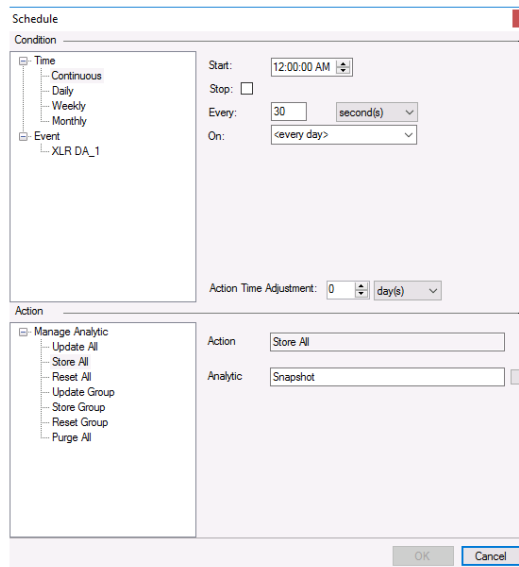 Schedule
Condition
Time
Continuous
Daily
Weekly
Monthly
Event
XLR DA_1
Start: 12:00:00 AM
Stop:
Every: 30 second(s)
On: <every day>
Action Time Adjustment: 0 day(s)
Action
Manage Analytic
Update All
Store All
Reset All
Update Group
Store Group
Reset Group
Purge All
Action Store All
Analytic Snapshot
OK Cancel